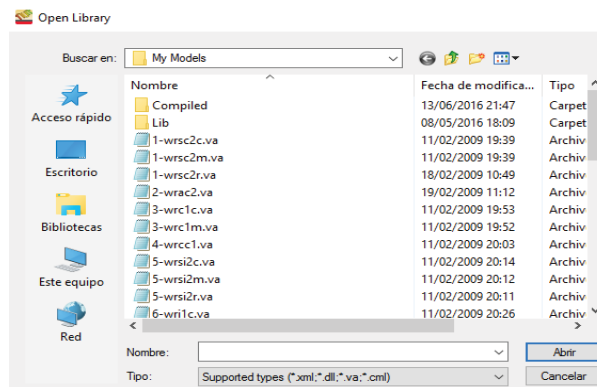 Open Library
Buscar en: My Models
Nombre Fecha de modifica... Tipo
Compiled 13/06/2016 21:47 Carpet
Lib 08/05/2016 18:09 Carpet
1-wrsc2c.va 11/02/2009 19:39 Archiv
1-wrsc2m.va 11/02/2009 19:39 Archiv
1-wrsc2r.va 18/02/2009 10:49 Archiv
2-wrac2.va 19/02/2009 11:12 Archiv
3-wrc1c.va 11/02/2009 19:53 Archiv
3-wrc1m.va 11/02/2009 19:52 Archiv
4-wrcc1.va 11/02/2009 20:03 Archiv
5-wrsi2c.va 11/02/2009 20:14 Archiv
5-wrsi2m.va 11/02/2009 20:12 Archiv
5-wrsi2r.va 11/02/2009 20:11 Archiv
6-wri1c.va 11/02/2009 20:26 Archiv
Acceso rápido
Escritorio
Bibliotecas
Este equipo
Red
Nombre: Abrir
Tipo: Supported types (*.xml;*.dll;*.va;*.cml) Cancelar